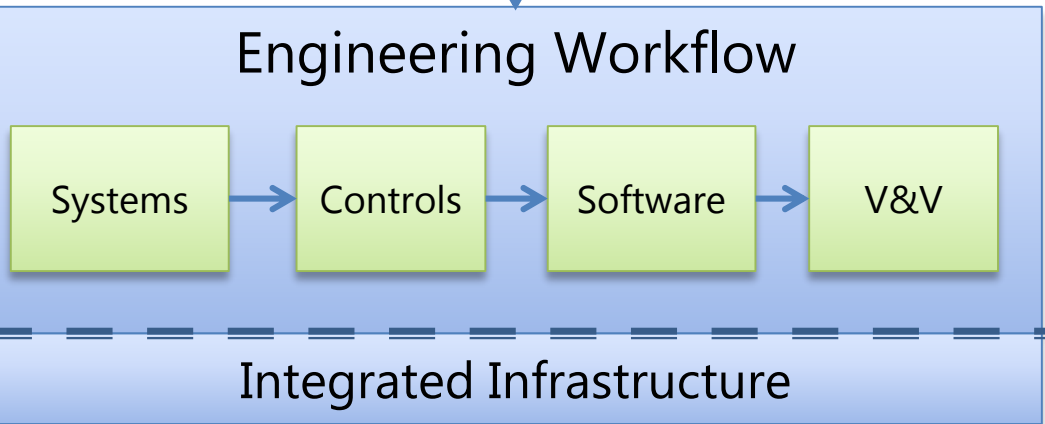 Engineering Workflow
Systems
Controls
Software
V&V
Integrated Infrastructure